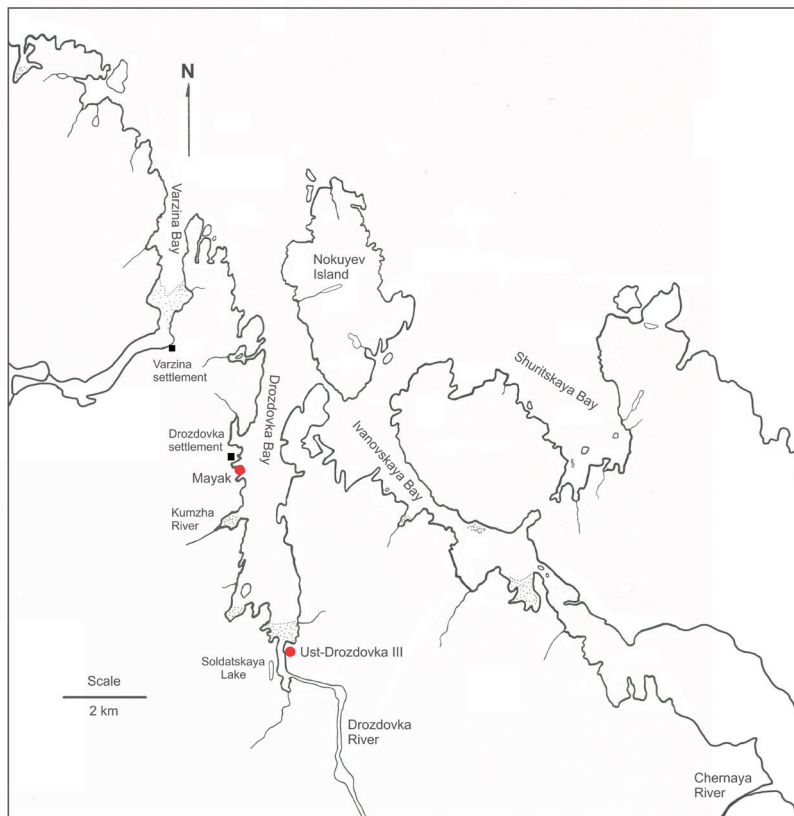 N
Varzina Bay
Nokuyev
Island
Varzina
settlement
Shuritskaya Bay
Drozdovka Bay
Ivanovskaya Bay
Drozdovka
settlement
Mayak
Kumzha
River
Ust-Drozdovka III
Soldatskaya
Lake
Scale
2 km
Drozdovka
River
Chernaya
River